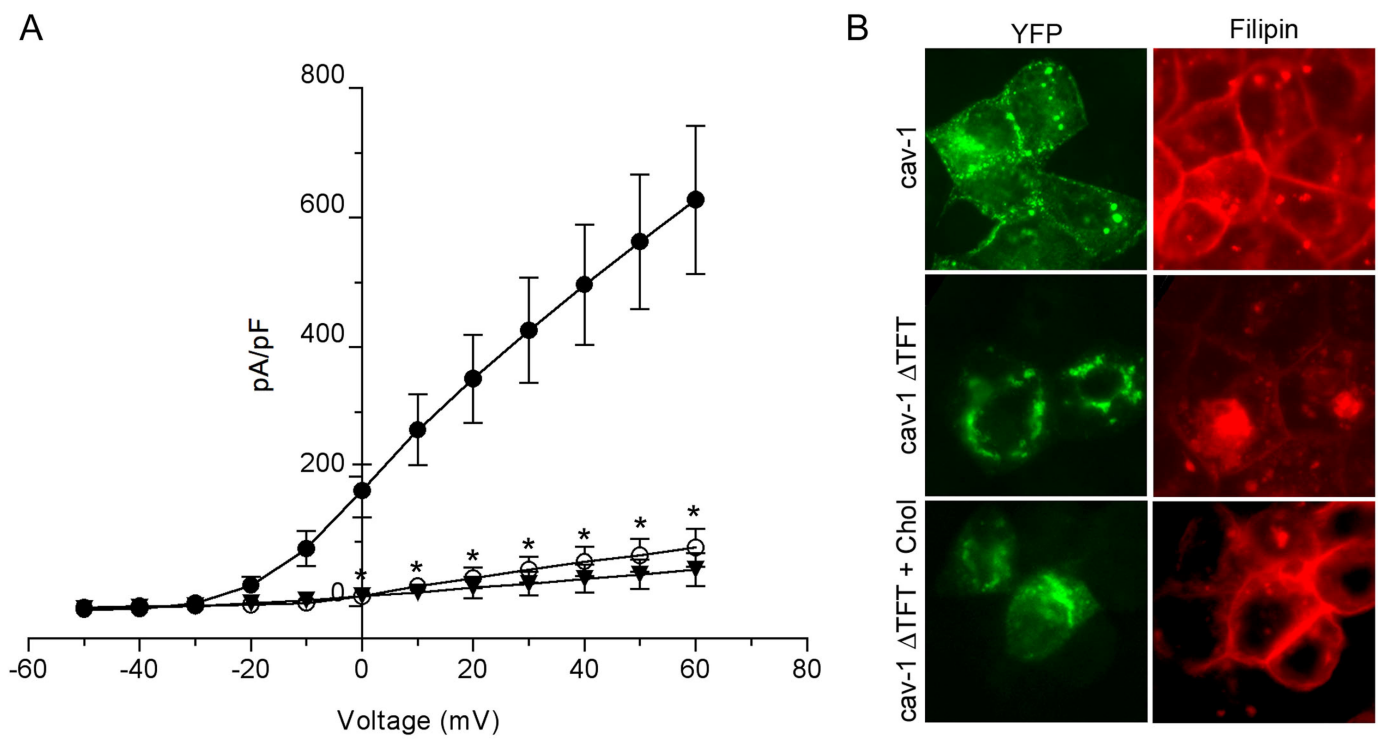 A
B
YFP
Filipin
800
600
400
200
0
pA/pF
* * * * * * *
-60 -40 -20 0 20 40 60 80
Voltage (mV)
cav-1
cav-1 ΔTFT
cav-1 ΔTFT + Chol